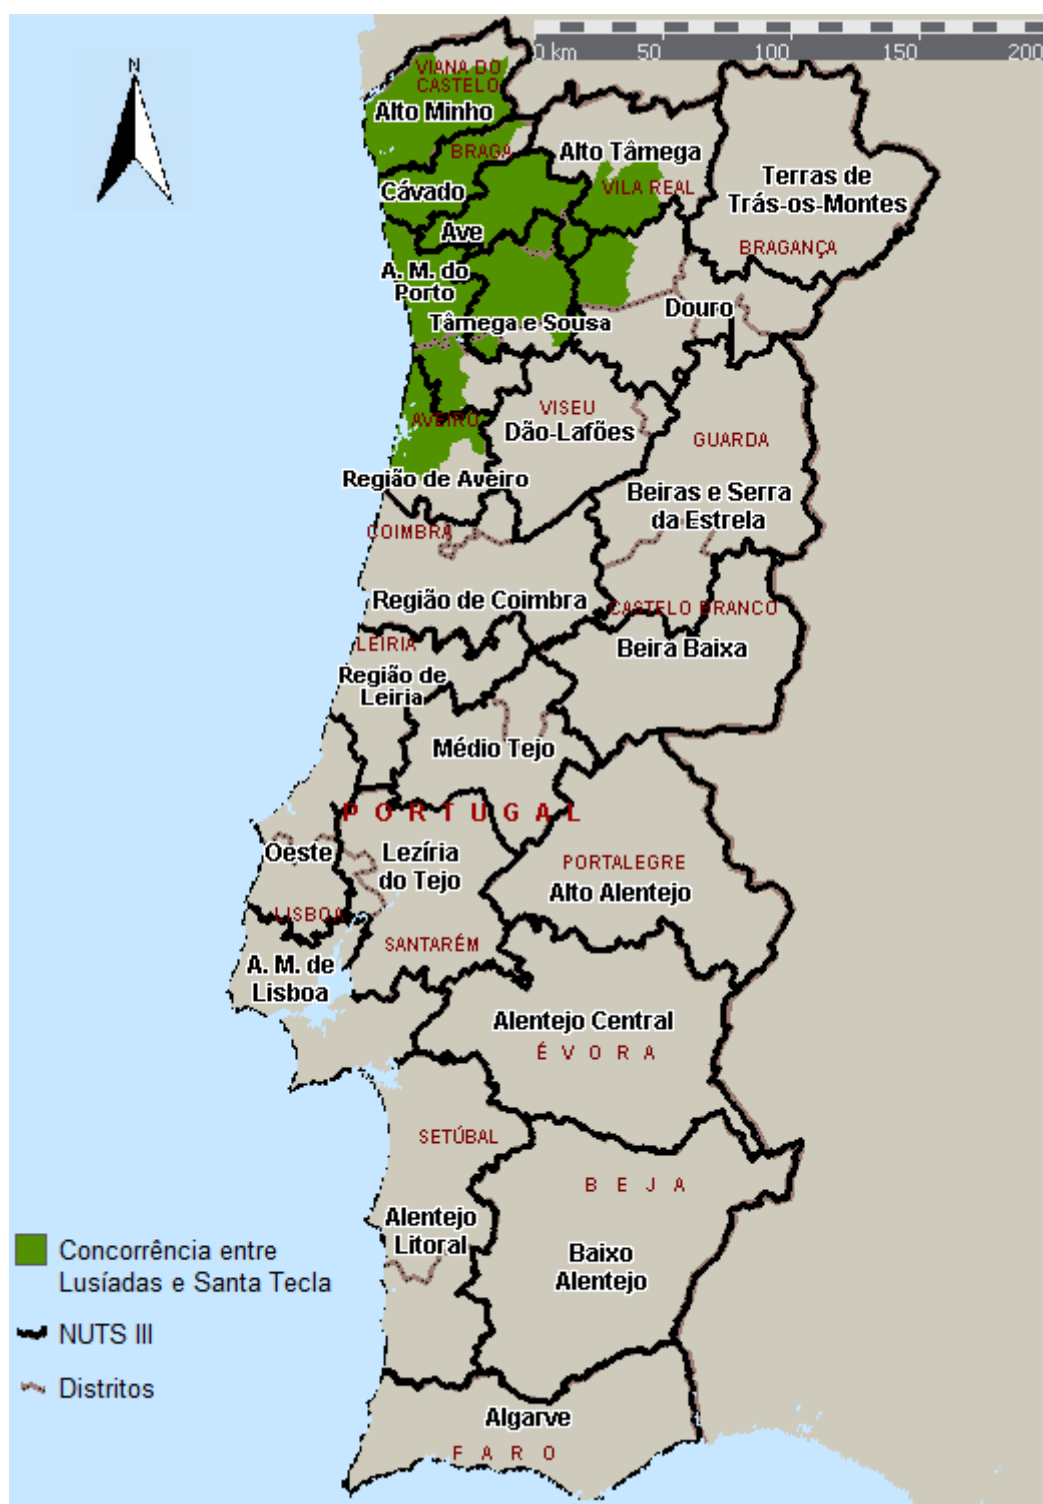 0 km 50 100 150 200
N
VIANA DO
CASTELO
Alto Minho
BRAGA
Alto Tâmega
Cávado
VILA REAL
Terras de
Trás-os-Montes
Ave
BRAGANÇA
A. M. do
Porto
Douro
Tâmega e Sousa
AVEIRO
VISEU
Dão-Lafões
GUARDA
Região de Aveiro
Beiras e Serra
da Estrela
COIMBRA
Região de Coimbra
CASTELO BRANCO
LEIRIA
Beira Baixa
Região de
Leiria
Médio Tejo
PORTUGAL
Oeste
Lezíria
do Tejo
PORTALEGRE
Alto Alentejo
LISBOA
SANTARÉM
A. M. de
Lisboa
Alentejo Central
ÉVORA
SETÚBAL
BEJA
Alentejo
Litoral
Baixo
Alentejo
Concorrência entre
Lusíadas e Santa Tecla
NUTS III
Distritos
Algarve
FARO